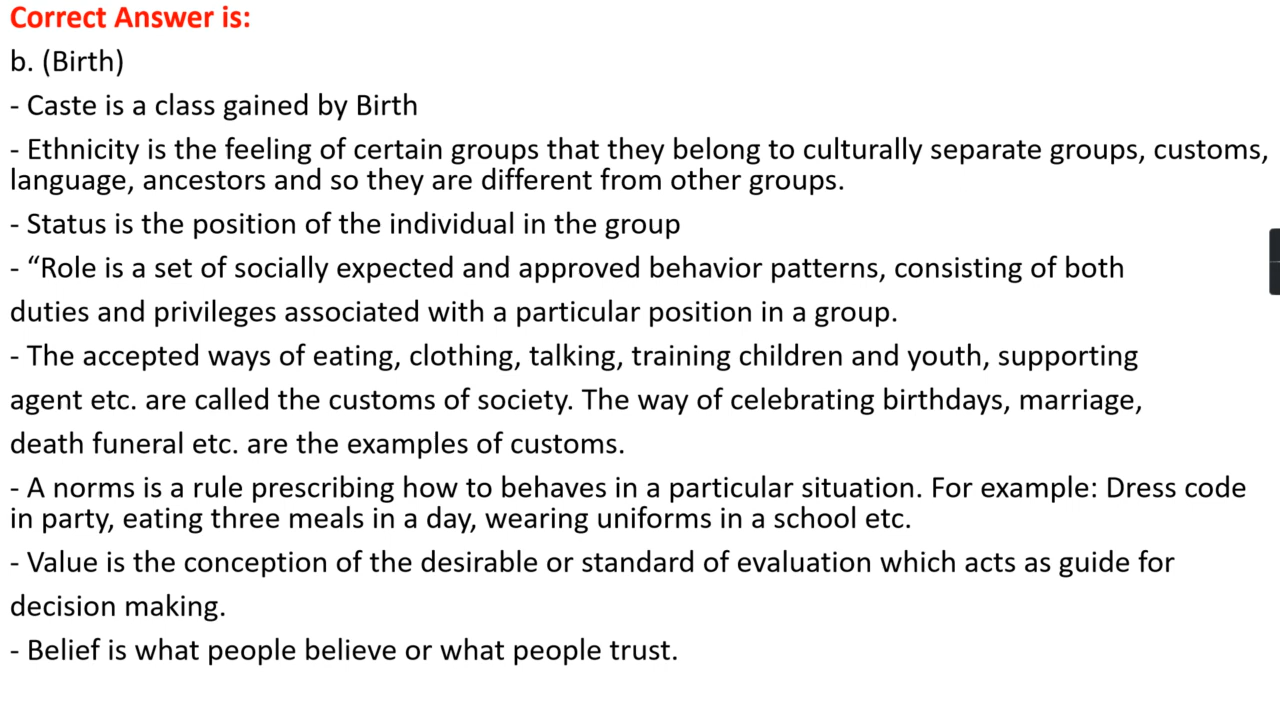 Correct Answer is:
b. (Birth)
- Caste is a class gained by Birth
- Ethnicity is the feeling of certain groups that they belong to culturally separate groups, customs,
language, ancestors and so they are different from other groups.
- Status is the position of the individual in the group
- “Role is a set of socially expected and approved behavior patterns, consisting of both
duties and privileges associated with a particular position in a group.
- The accepted ways of eating, clothing, talking, training children and youth, supporting
agent etc. are called the customs of society. The way of celebrating birthdays, marriage,
death funeral etc. are the examples of customs.
- A norms is a rule prescribing how to behaves in a particular situation. For example: Dress code
in party, eating three meals in a day, wearing uniforms in a school etc.
- Value is the conception of the desirable or standard of evaluation which acts as guide for
decision making.
- Belief is what people believe or what people trust.